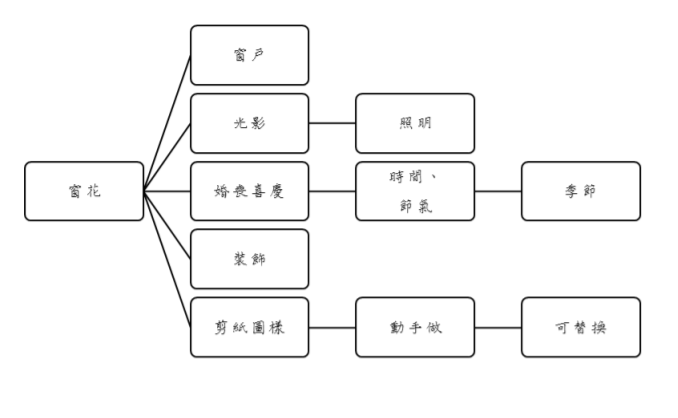 窗戶
光影
照明
窗花
婚喪喜慶
時間、
節氣
季節
裝飾
剪紙圖樣
動手做
可替換